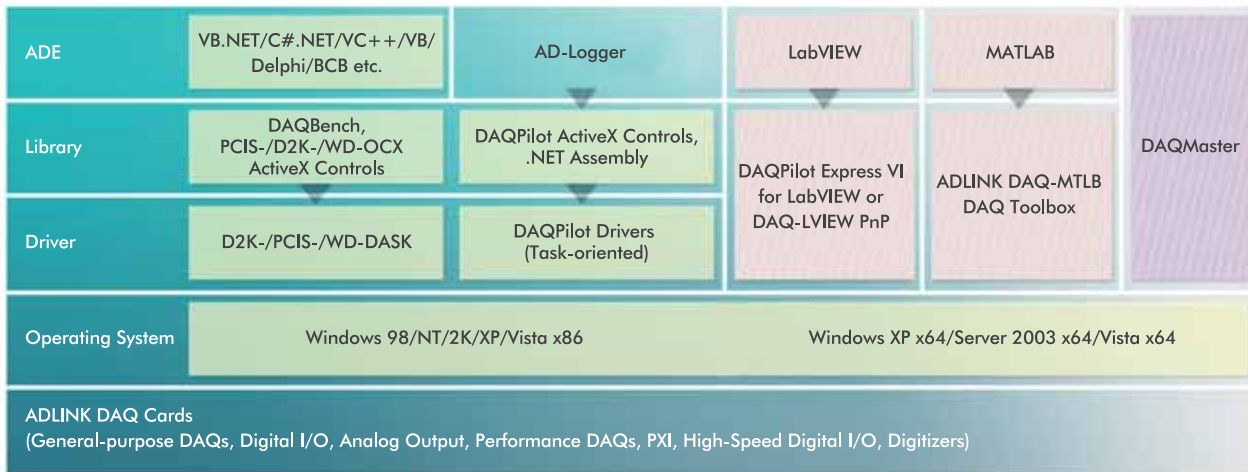 ADE
VB.NET/C#.NET/VC++/VB/
Delphi/BCB etc.
AD-Logger
LabVIEW
MATLAB
Library
DAQBench,
PCIS-/D2K-/WD-OCX
ActiveX Controls
DAQPilot ActiveX Controls,
.NET Assembly
DAQPilot Express VI
for LabVIEW or
DAQ-LVIEW PnP
ADLINK DAQ-MTLB
DAQ Toolbox
DAQMaster
Driver
D2K-/PCIS-/WD-DASK
DAQPilot Drivers
(Task-oriented)
Operating System
Windows 98/NT/2K/XP/Vista x86
Windows XP x64/Server 2003 x64/Vista x64
ADLINK DAQ Cards
(General-purpose DAQs, Digital I/O, Analog Output, Performance DAQs, PXI, High-Speed Digital I/O, Digitizers)